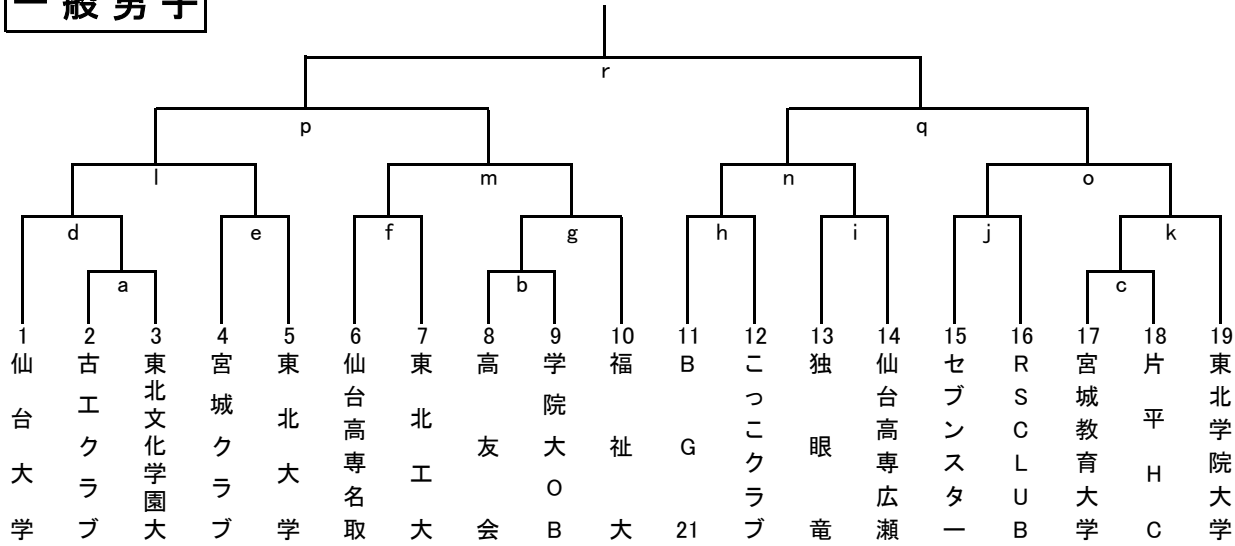 一般男子
r
p q
l m n o
d e f g h i j k
a b c
1 2 3 4 5 6 7 8 9 10 11 12 13 14 15 16 17 18 19
仙台大学
古工クラブ
東北文化学園大
宮城クラブ
東北大学
仙台高専名取
東北工大
高友会
学院大OB
福祉大
BG21
こっこクラブ
独眼竜
仙台高専広瀬
セブンスター
RSCLUB
宮城教育大学
片平HC
東北学院大学